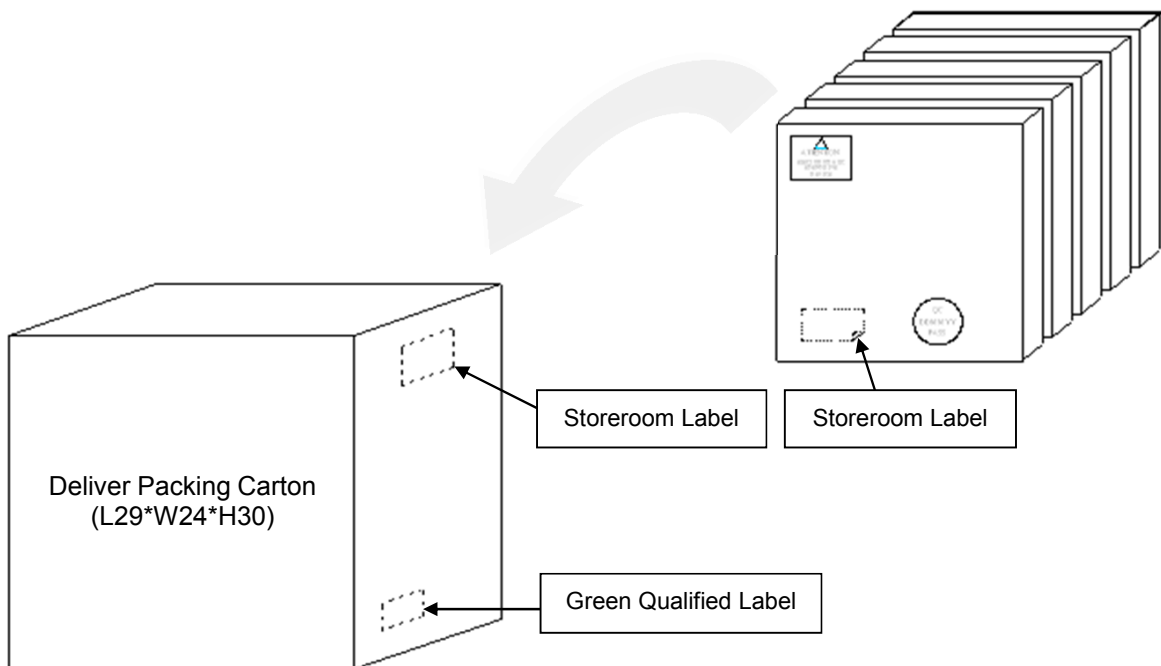 Storeroom Label
Storeroom Label
Deliver Packing Carton
(L29*W24*H30)
Green Qualified Label